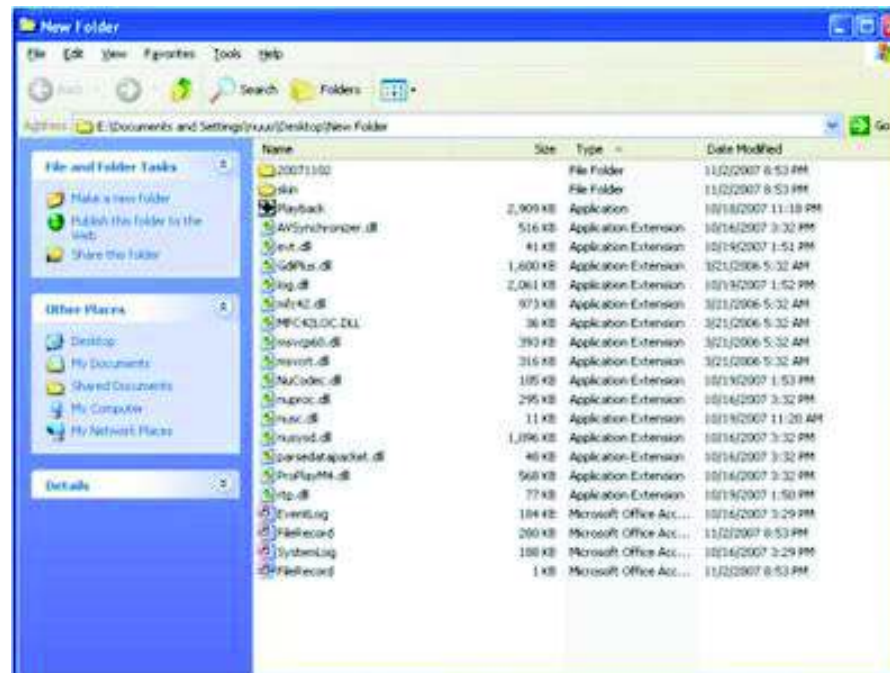 New Folder
File Edit View Favorites Tools Help
Back Search Folders
Address E:\Documents and Settings\nuuo\Desktop\New Folder Go
File and Folder Tasks
Make a new folder
Publish this folder to the Web
Share this folder
Other Places
Desktop
My Documents
Shared Documents
My Computer
My Network Places
Details
Name Size Type Date Modified
20071102 File Folder 11/2/2007 8:53 PM
skin File Folder 11/2/2007 8:53 PM
Playback 2,909 KB Application 10/18/2007 11:18 PM
AVSynchronizer.dll 516 KB Application Extension 10/16/2007 3:32 PM
evt.dll 41 KB Application Extension 10/19/2007 1:51 PM
GdiPlus.dll 1,600 KB Application Extension 3/21/2006 5:32 AM
log.dll 2,061 KB Application Extension 10/19/2007 1:52 PM
mfc42.dll 973 KB Application Extension 3/21/2006 5:32 AM
MFC42LOC.DLL 36 KB Application Extension 3/21/2006 5:32 AM
msvcp60.dll 393 KB Application Extension 3/21/2006 5:32 AM
msvcrt.dll 316 KB Application Extension 3/21/2006 5:32 AM
NuCodec.dll 185 KB Application Extension 10/19/2007 1:53 PM
nuproc.dll 295 KB Application Extension 10/16/2007 3:32 PM
nusc.dll 11 KB Application Extension 10/19/2007 11:20 AM
nusysd.dll 1,096 KB Application Extension 10/16/2007 3:32 PM
parsedatapacket.dll 40 KB Application Extension 10/16/2007 3:32 PM
ProPlayM4.dll 568 KB Application Extension 10/16/2007 3:32 PM
rtp.dll 77 KB Application Extension 10/19/2007 1:50 PM
EventLog 184 KB Microsoft Office Acc... 10/16/2007 3:29 PM
FileRecord 280 KB Microsoft Office Acc... 11/2/2007 8:53 PM
SystemLog 188 KB Microsoft Office Acc... 10/16/2007 3:29 PM
FileRecord 1 KB Microsoft Office Acc... 11/2/2007 8:53 PM